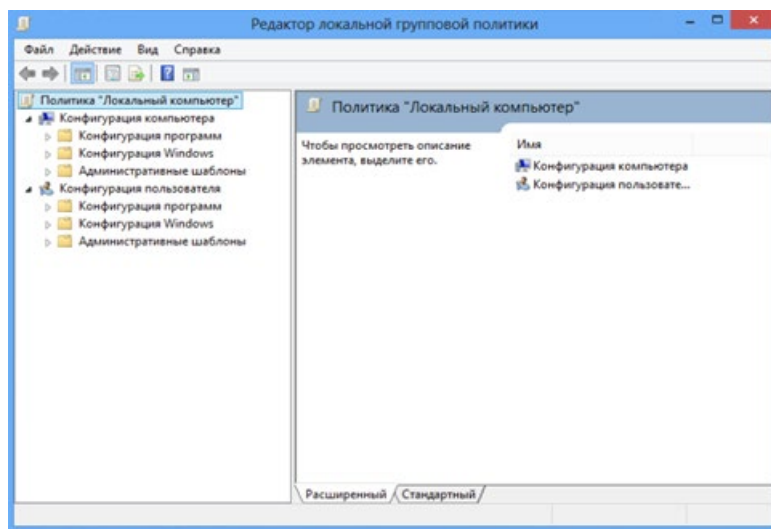 Редактор локальной групповой политики
Файл Действие Вид Справка
Политика "Локальный компьютер"
Конфигурация компьютера
Конфигурация программ
Конфигурация Windows
Административные шаблоны
Конфигурация пользователя
Конфигурация программ
Конфигурация Windows
Административные шаблоны
Политика "Локальный компьютер"
Чтобы просмотреть описание
элемента, выделите его.
Имя
Конфигурация компьютера
Конфигурация пользовате...
Расширенный Стандартный